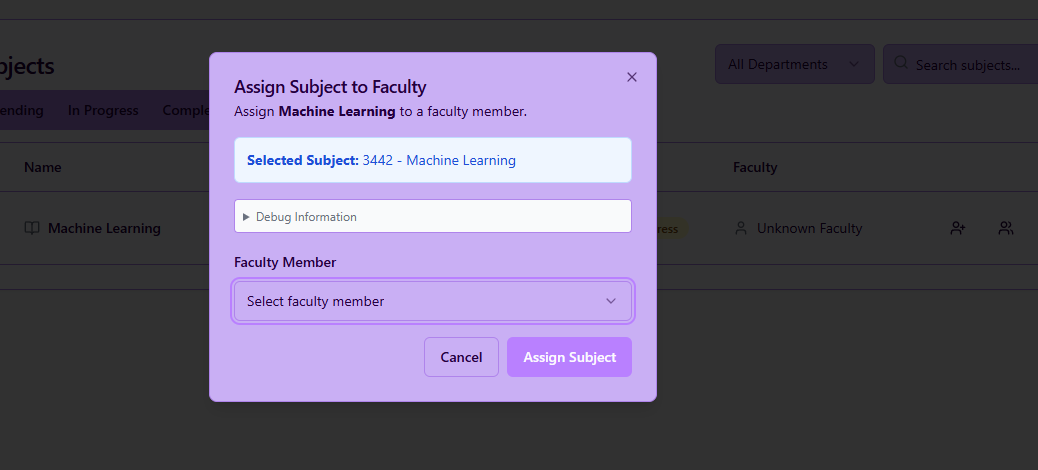 bjects
All Departments
Search subjects...
ending In Progress Comple
Name Faculty
Machine Learning ress Unknown Faculty
Assign Subject to Faculty
Assign Machine Learning to a faculty member.
Selected Subject: 3442 - Machine Learning
Debug Information
Faculty Member
Select faculty member
Cancel Assign Subject